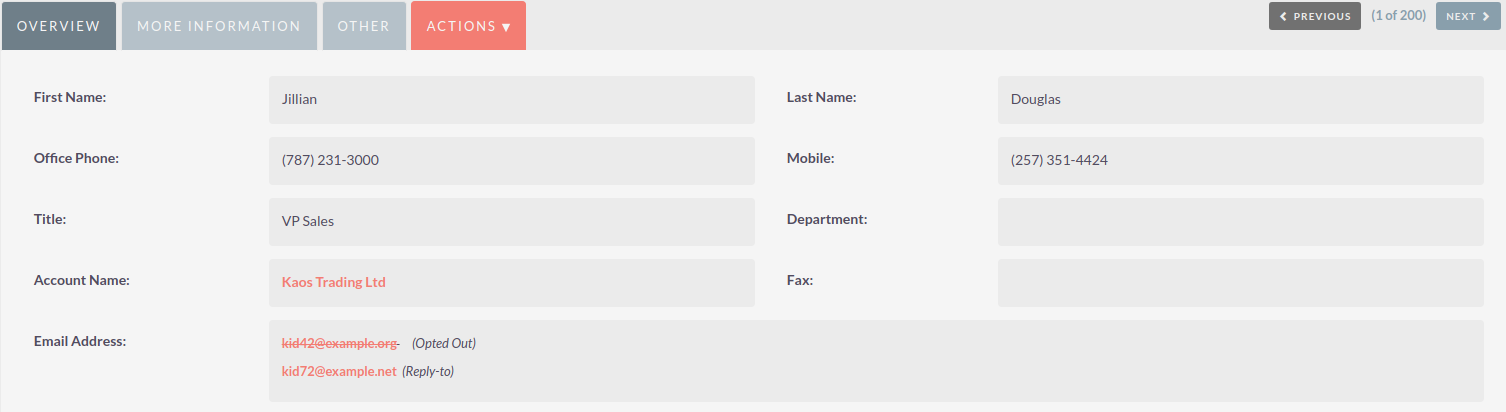 OVERVIEW MORE INFORMATION OTHER ACTIONS ▼ PREVIOUS (1 of 200) NEXT
First Name: Jillian Last Name: Douglas
Office Phone: (787) 231-3000 Mobile: (257) 351-4424
Title: VP Sales Department:
Account Name: Kaos Trading Ltd Fax:
Email Address: kid42@example.org (Opted Out)
kid72@example.net (Reply-to)